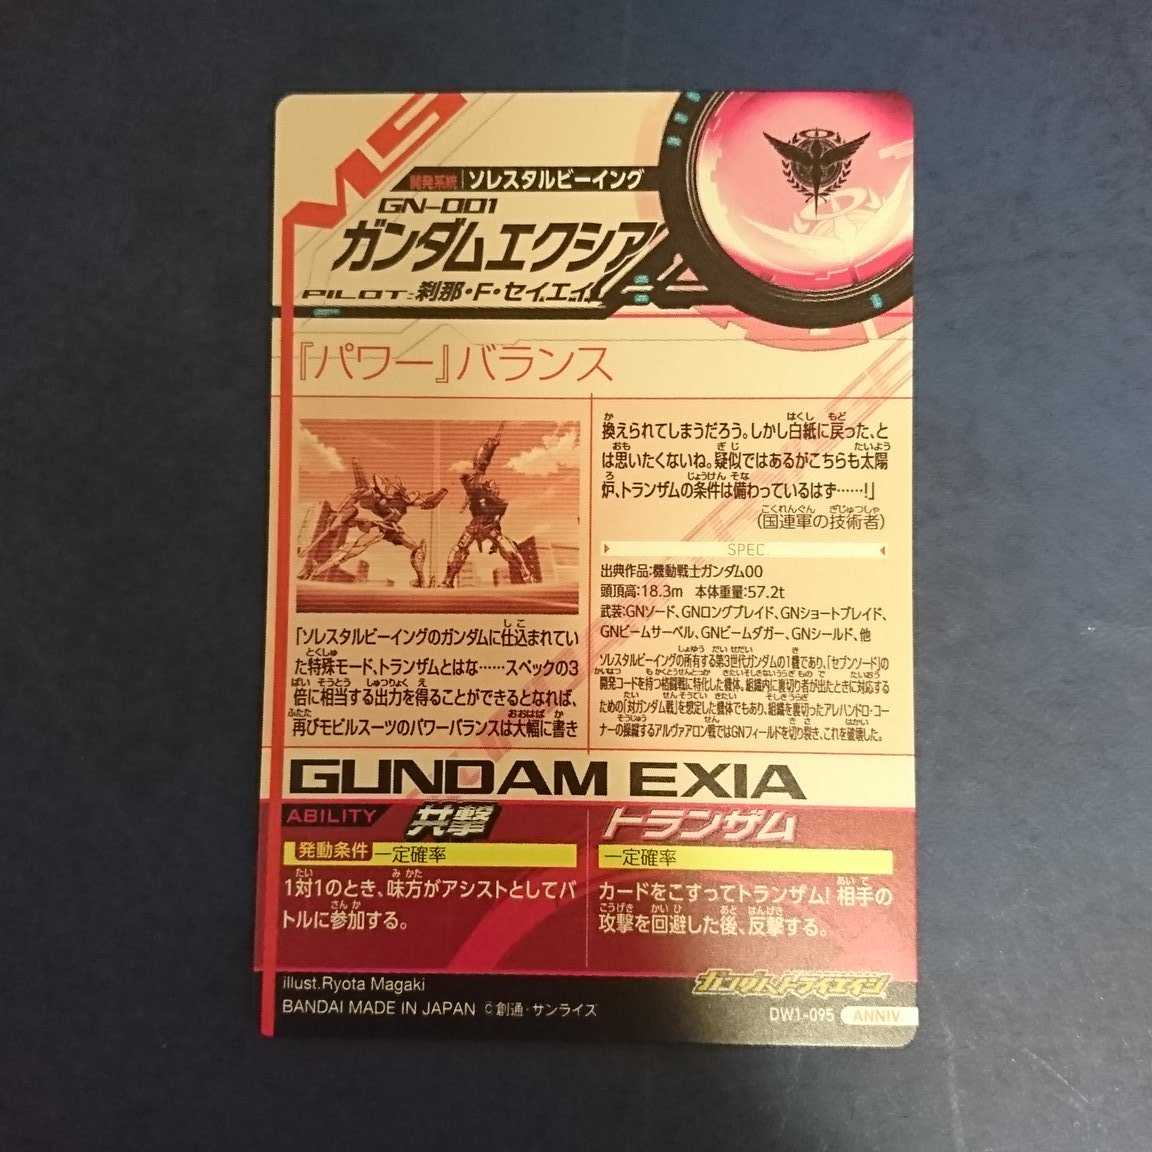 MS
開発系統 ソレスタルビーイング
GN-001
ガンダムエクシア
PILOT: 刹那・F・セイエイ
『パワー』バランス
「ソレスタルビーイングのガンダムに仕込まれてい
た特殊モード、トランザムとはな……スペックの3
倍に相当する出力を得ることができるとなれば、
再びモビルスーツのパワーバランスは大幅に書き
換えられてしまうだろう。しかし白紙に戻った、と
は思いたくないね。疑似ではあるがこちらも太陽
炉、トランザムの条件は備わっているはず……!」
(国連軍の技術者)
SPEC
出典作品:機動戦士ガンダム00
頭頂高:18.3m 本体重量:57.2t
武装:GNソード、GNロングブレイド、GNショートブレイド、
GNビームサーベル、GNビームダガー、GNシールド、他
ソレスタルビーイングの所有する第3世代ガンダムの1機であり、「セブンソード」の
開発コードを持つ格闘戦に特化した機体。組織内に裏切り者が出たときに対応する
ための「対ガンダム戦」を想定した機体でもあり、組織を裏切ったアレハンドロ・コー
ナーの操縦するアルヴァアロン戦ではGNフィールドを切り裂き、これを破壊した。
GUNDAM EXIA
ABILITY 共撃
発動条件 一定確率
1対1のとき、味方がアシストとしてバ
トルに参加する。
トランザム
一定確率
カードをこすってトランザム! 相手の
攻撃を回避した後、反撃する。
illust.Ryota Magaki
BANDAI MADE IN JAPAN ©創通・サンライズ
ガンダムトライエイジ
DW1-095 ANNIV.